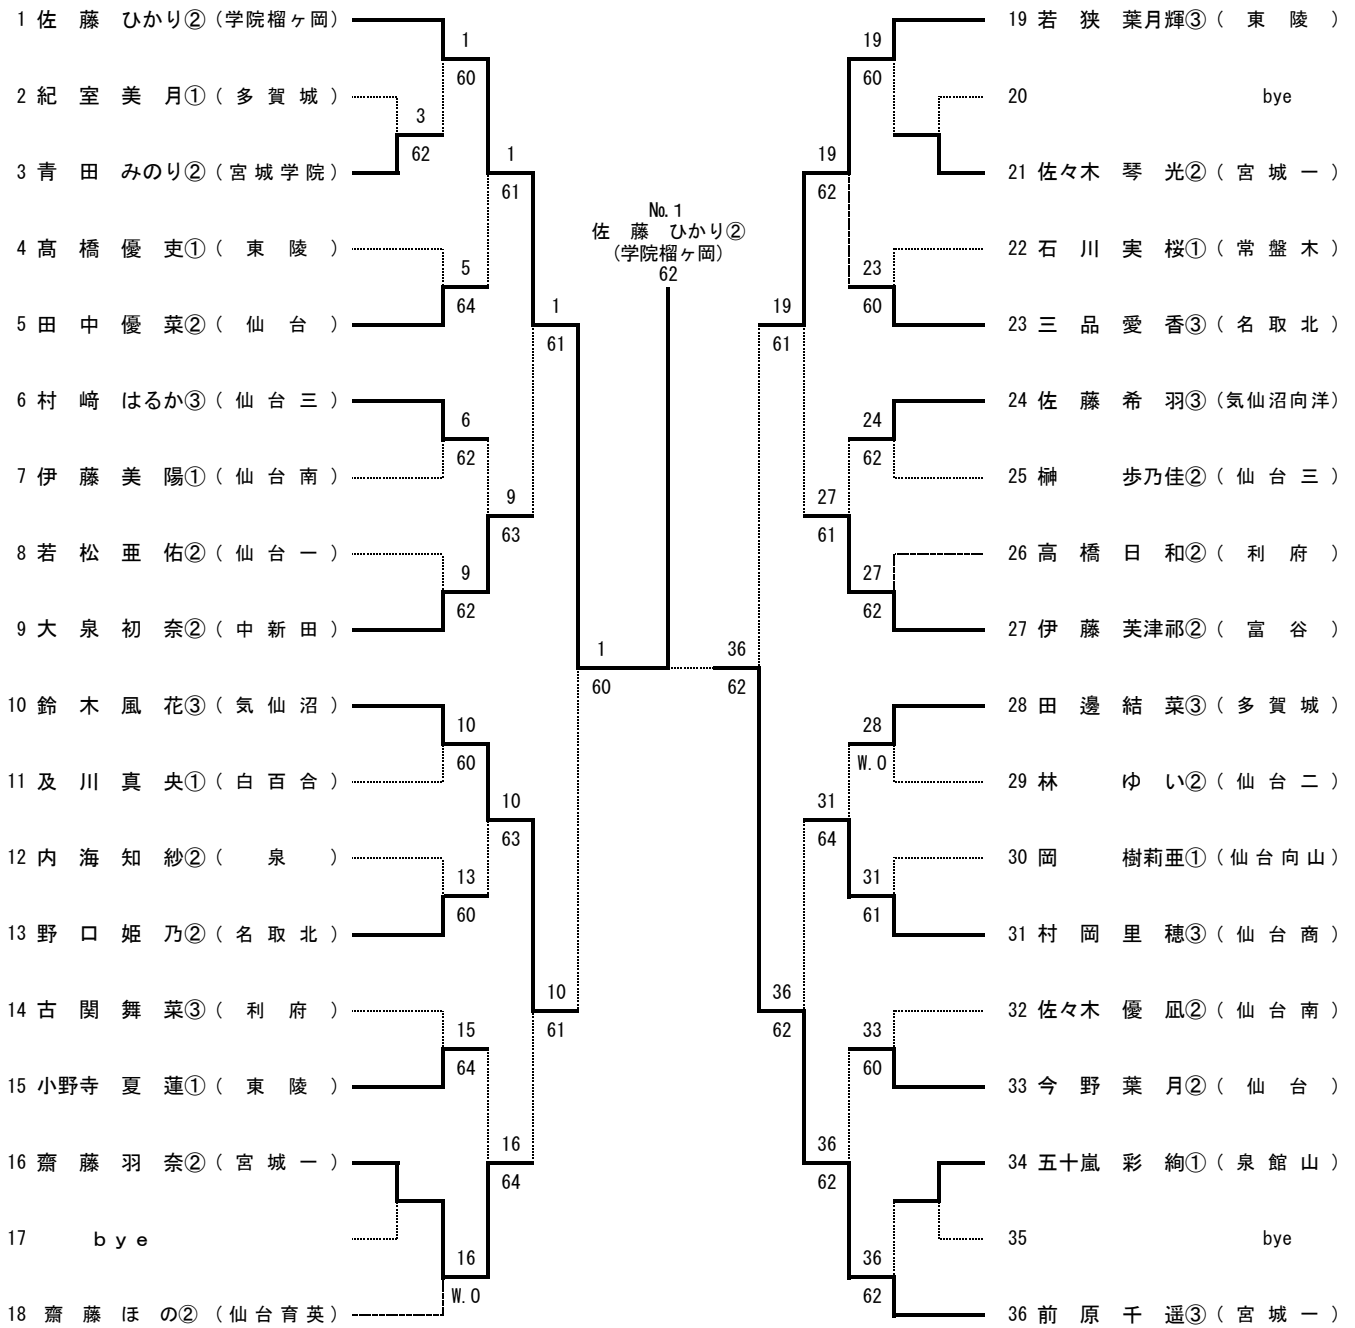 1 佐 藤 ひかり② (学院榴ヶ岡)
2 紀 室 美 月① ( 多 賀 城 )
3 青 田 みのり② ( 宮 城 学 院 )
4 髙 橋 優 吏① ( 東 陵 )
5 田 中 優 菜② ( 仙 台 )
6 村 﨑 はるか③ ( 仙 台 三 )
7 伊 藤 美 陽① ( 仙 台 南 )
8 若 松 亜 佑② ( 仙 台 一 )
9 大 泉 初 奈② ( 中 新 田 )
10 鈴 木 風 花③ ( 気 仙 沼 )
11 及 川 真 央① ( 白 百 合 )
12 内 海 知 紗② ( 泉 )
13 野 口 姫 乃② ( 名 取 北 )
14 古 関 舞 菜③ ( 利 府 )
15 小野寺 夏 蓮① ( 東 陵 )
16 齋 藤 羽 奈② ( 宮 城 一 )
17 ｂｙｅ
18 齋 藤 ほ の② ( 仙 台 育 英 )
1
60
3
62
5
64
6
62
9
62
10
60
13
60
15
64
16
W.O
1
61
9
63
10
63
16
64
1
61
10
61
1
60
№.1
佐 藤 ひかり②
(学院榴ヶ岡)
62
36
62
19
61
36
62
19
62
27
61
31
64
36
62
19
60
23
60
24
62
27
62
28
W.O
31
61
33
60
36
62
19 若 狭 葉月輝③ ( 東 陵 )
20 bye
21 佐々木 琴 光② ( 宮 城 一 )
22 石 川 実 桜① ( 常 盤 木 )
23 三 品 愛 香③ ( 名 取 北 )
24 佐 藤 希 羽③ (気仙沼向洋)
25 榊 歩乃佳② ( 仙 台 三 )
26 高 橋 日 和② ( 利 府 )
27 伊 藤 芙津祁② ( 富 谷 )
28 田 邊 結 菜③ ( 多 賀 城 )
29 林 ゆ い② ( 仙 台 二 )
30 岡 樹莉亜① ( 仙 台 向 山 )
31 村 岡 里 穂③ ( 仙 台 商 )
32 佐々木 優 凪② ( 仙 台 南 )
33 今 野 葉 月② ( 仙 台 )
34 五十嵐 彩 絢① ( 泉 館 山 )
35 bye
36 前 原 千 遥③ ( 宮 城 一 )